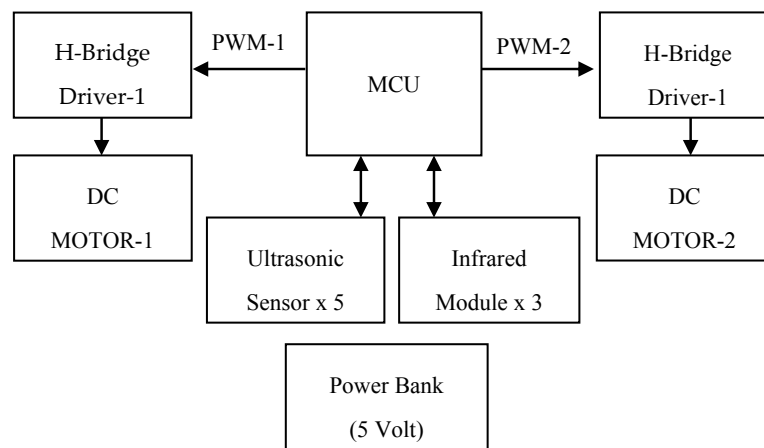 H-Bridge
Driver-1
PWM-1
MCU
PWM-2
H-Bridge
Driver-1
DC
MOTOR-1
DC
MOTOR-2
Ultrasonic
Sensor x 5
Infrared
Module x 3
Power Bank
(5 Volt)